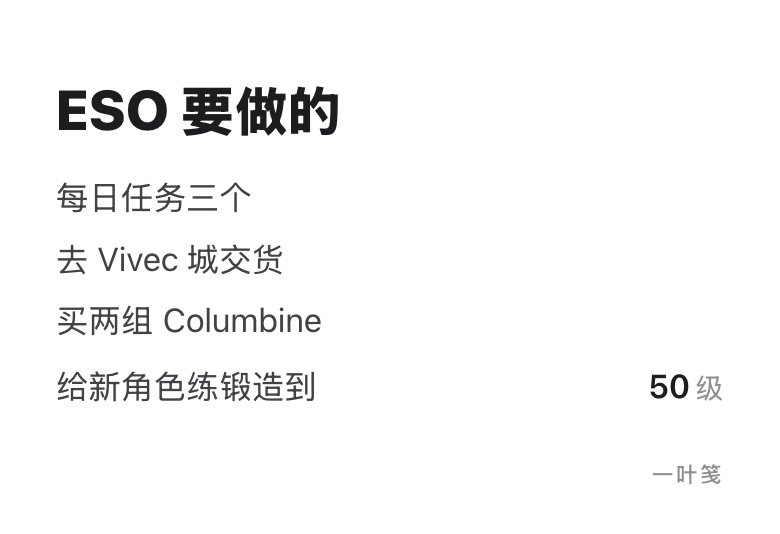 ESO 要做的
每日任务三个
去 Vivec 城交货
买两组 Columbine
给新角色练锻造到 50 级
一叶笺